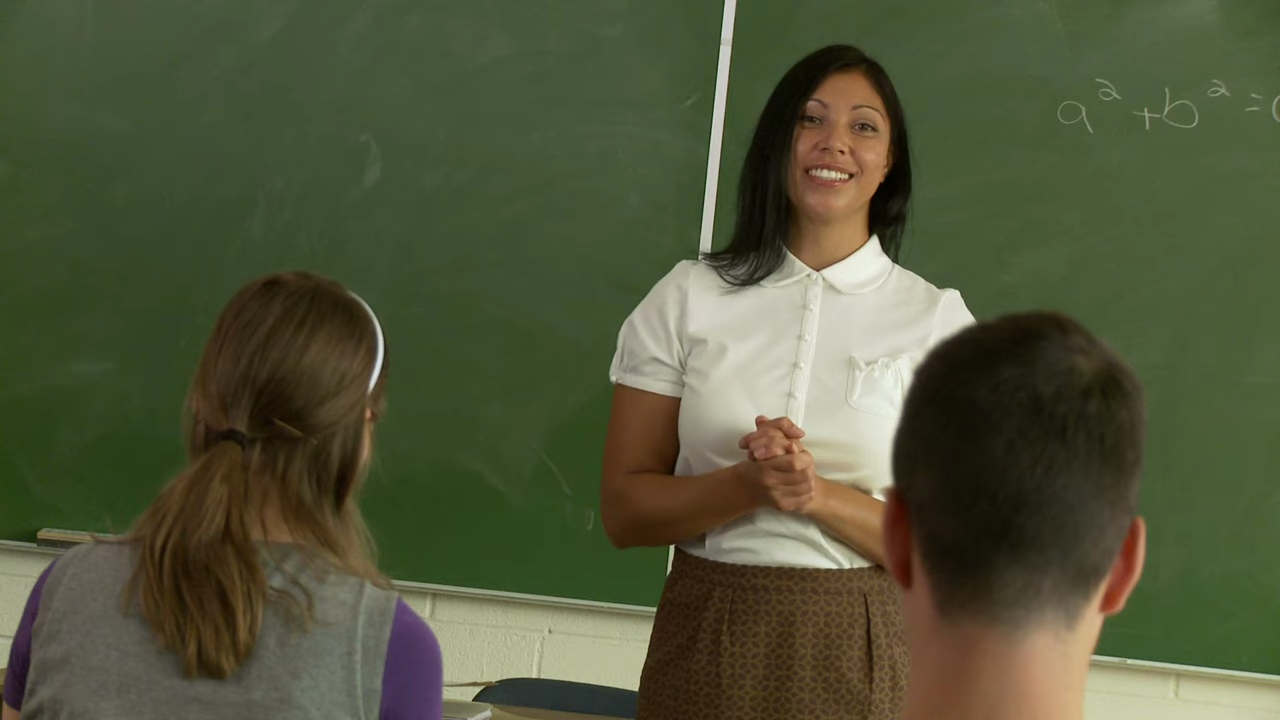 a² + b² =